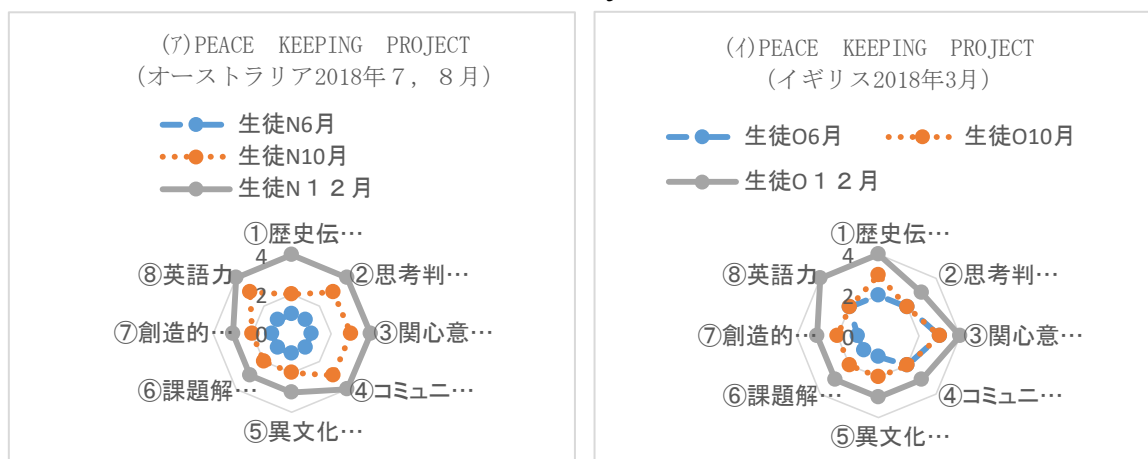 (ア)PEACE KEEPING PROJECT
(オーストラリア2018年７，８月)
生徒N6月
生徒N10月
生徒N１２月
①歴史伝…
②思考判…
③関心意…
④コミュニ…
⑤異文化…
⑥課題解…
⑦創造的…
⑧英語力
4
2
0
(イ)PEACE KEEPING PROJECT
(イギリス2018年3月)
生徒O6月
生徒O10月
生徒O１２月
①歴史伝…
②思考判…
③関心意…
④コミュニ…
⑤異文化…
⑥課題解…
⑦創造的…
⑧英語力
4
2
0